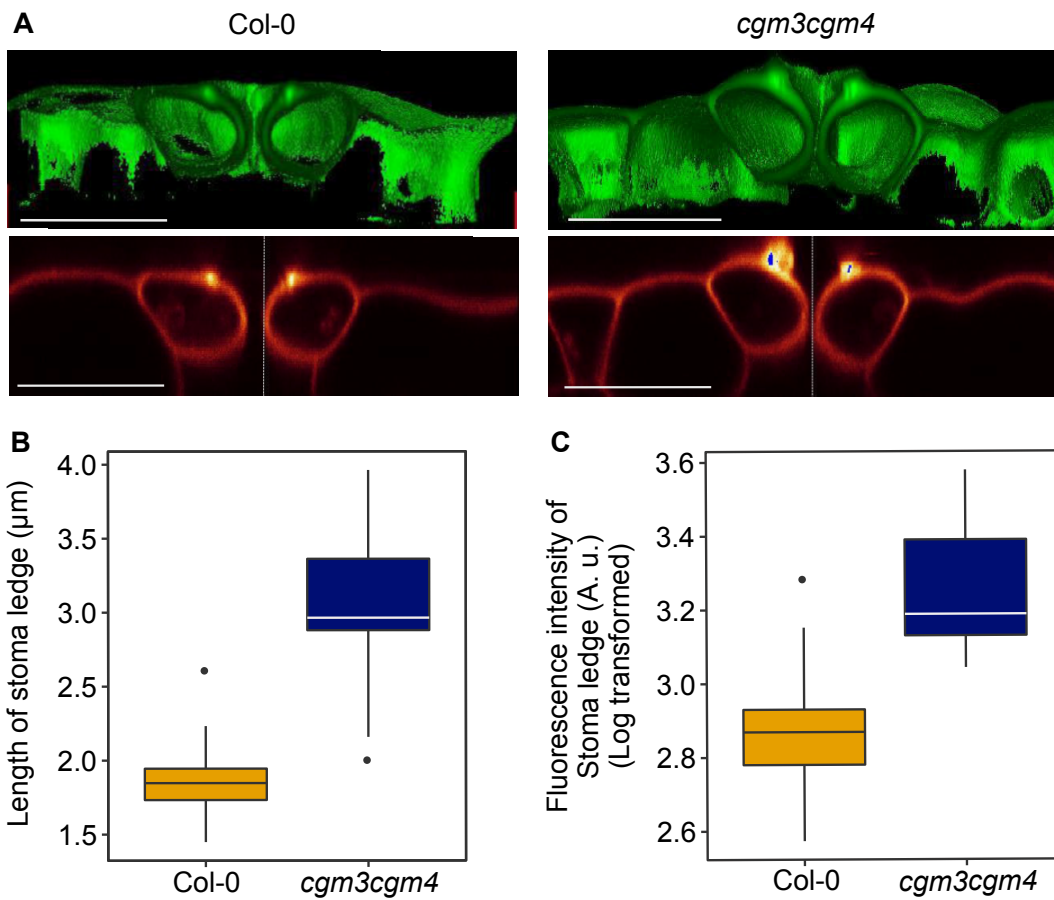 A
Col-0
cgm3cgm4
B
Length of stoma ledge (µm)
4.0
3.5
3.0
2.5
2.0
1.5
Col-0
cgm3cgm4
C
Fluorescence intensity of
Stoma ledge (A. u.)
(Log transformed)
3.6
3.4
3.2
3.0
2.8
2.6
Col-0
cgm3cgm4